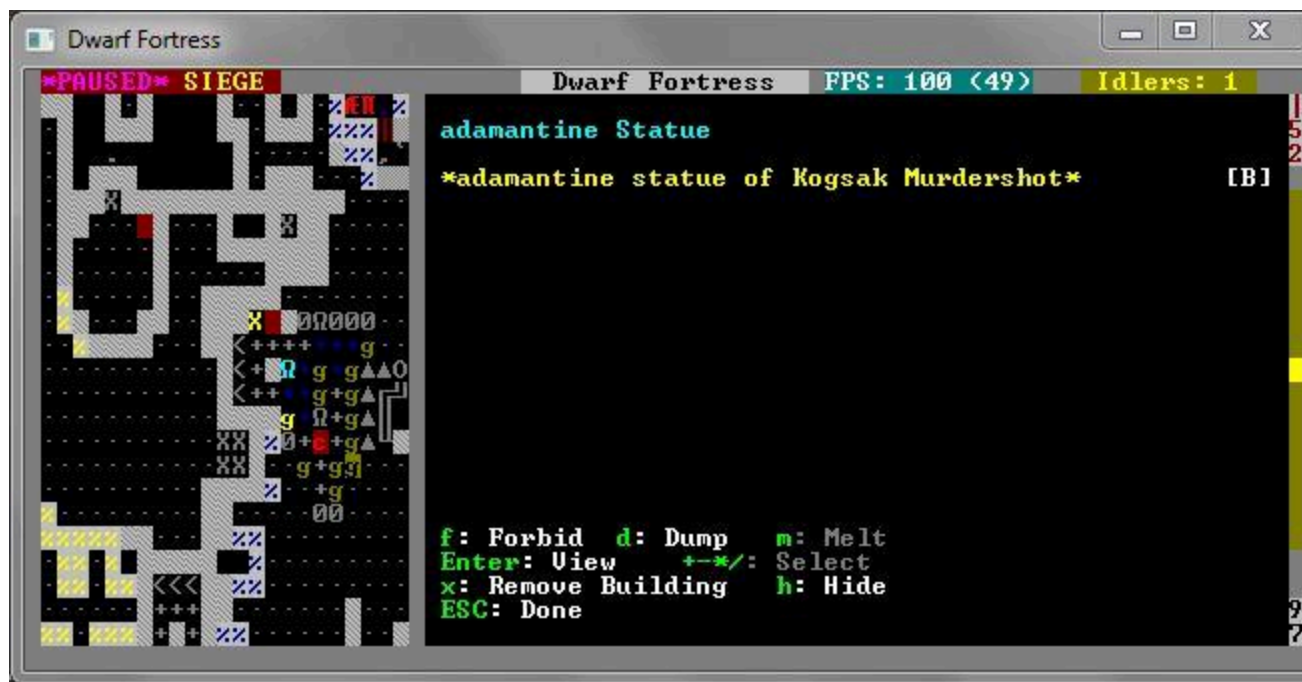 Dwarf Fortress
*PAUSED* SIEGE Dwarf Fortress FPS: 100 (49) Idlers: 1
adamantine Statue
*adamantine statue of Kogsak Murdershot* [B]
f: Forbid d: Dump m: Melt
Enter: View +-*/: Select
x: Remove Building h: Hide
ESC: Done